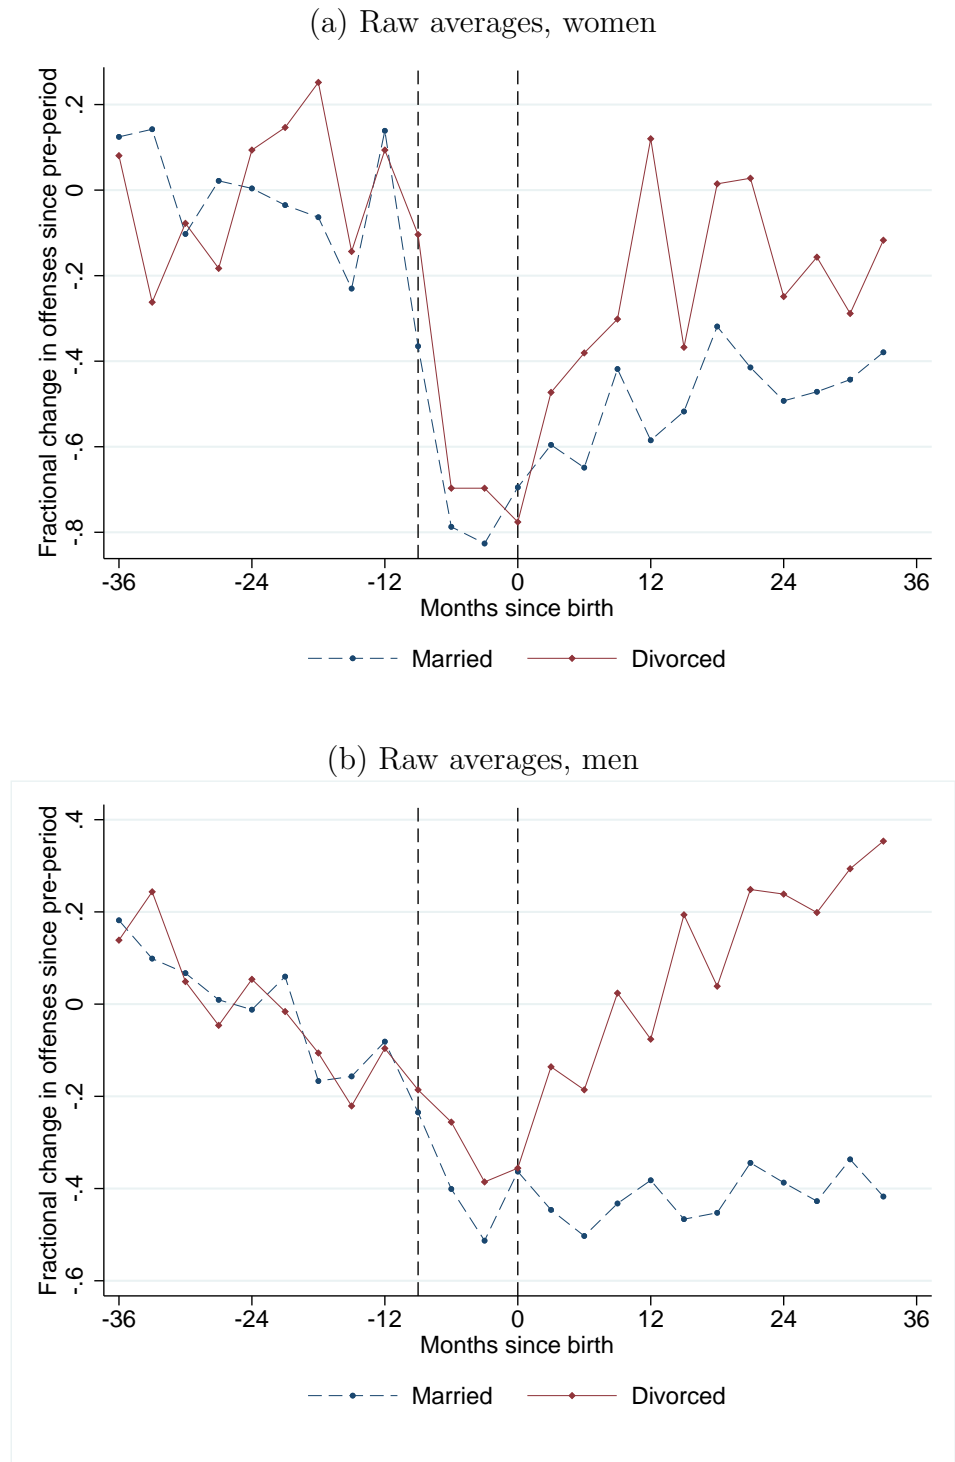 (a) Raw averages, women
Fractional change in offenses since pre-period
.2
0
-.2
-.4
-.6
-.8
-36
-24
-12
0
12
24
36
Months since birth
Married
Divorced
(b) Raw averages, men
Fractional change in offenses since pre-period
.4
.2
0
-.2
-.4
-.6
-36
-24
-12
0
12
24
36
Months since birth
Married
Divorced